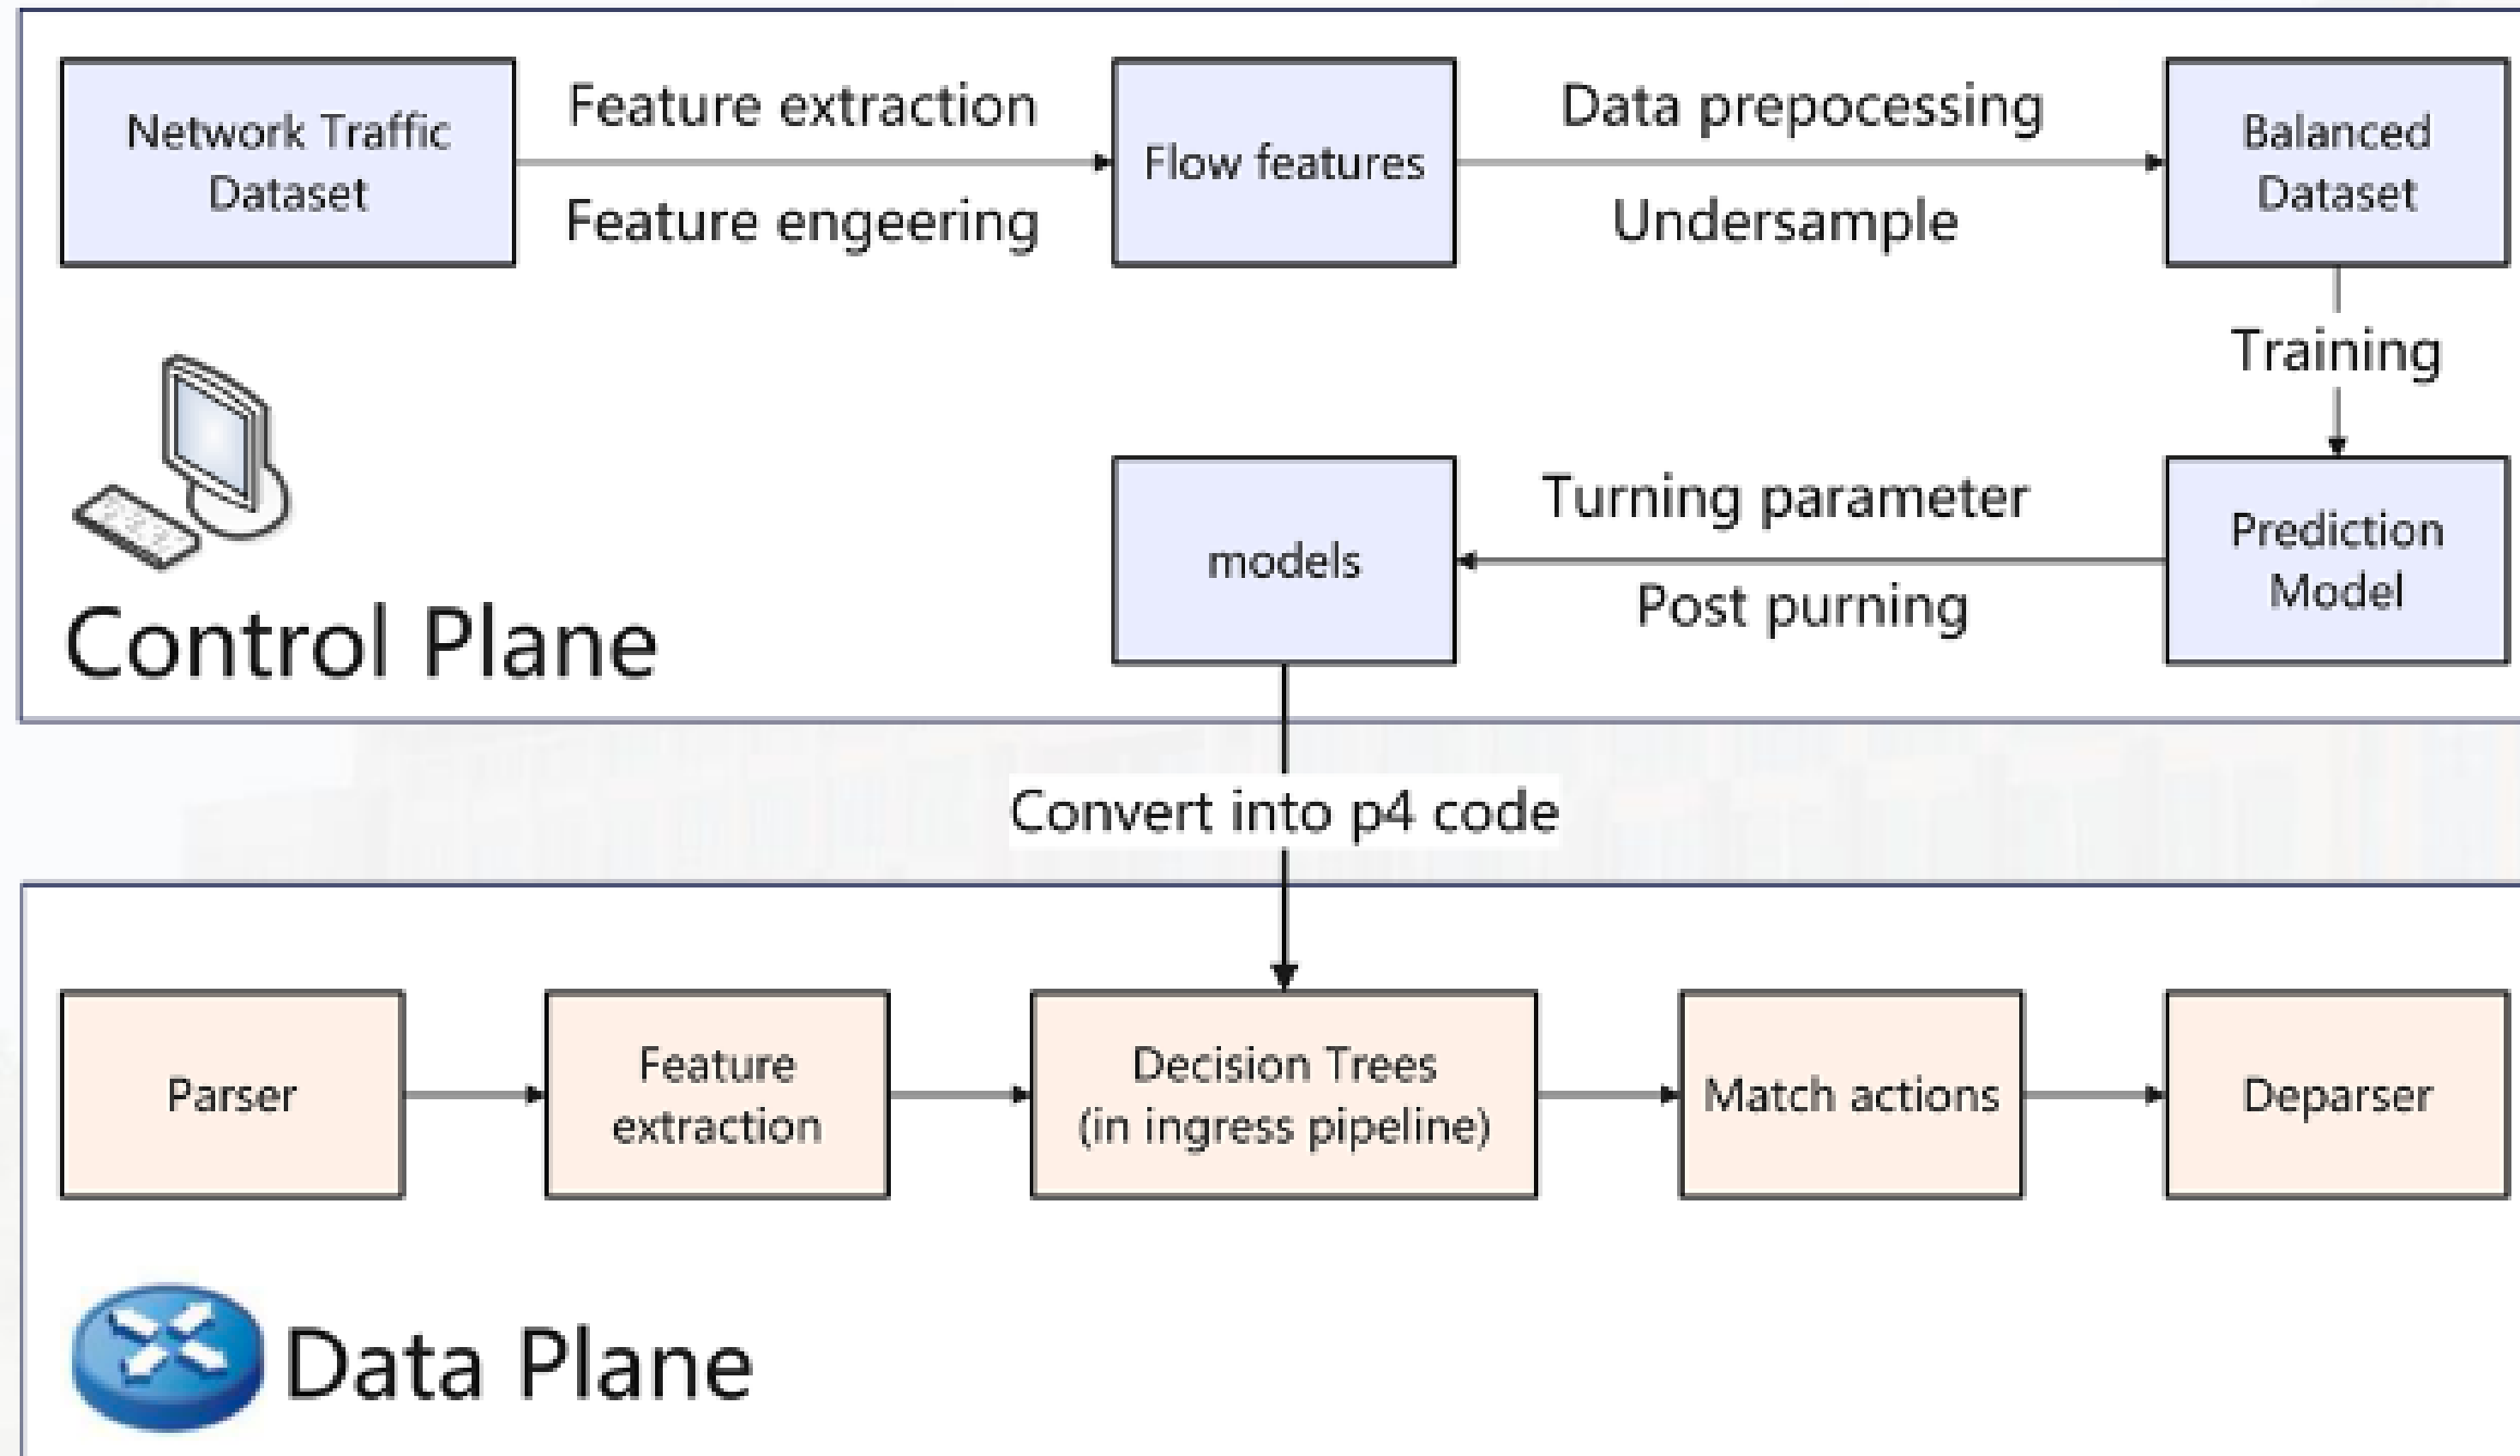 Network Traffic
Dataset
Feature extraction
Feature engeering
Flow features
Data prepocessing
Undersample
Balanced
Dataset
Training
Prediction
Model
Turning parameter
Post purning
models
Control Plane
Convert into p4 code
Parser
Feature
extraction
Decision Trees
(in ingress pipeline)
Match actions
Deparser
Data Plane